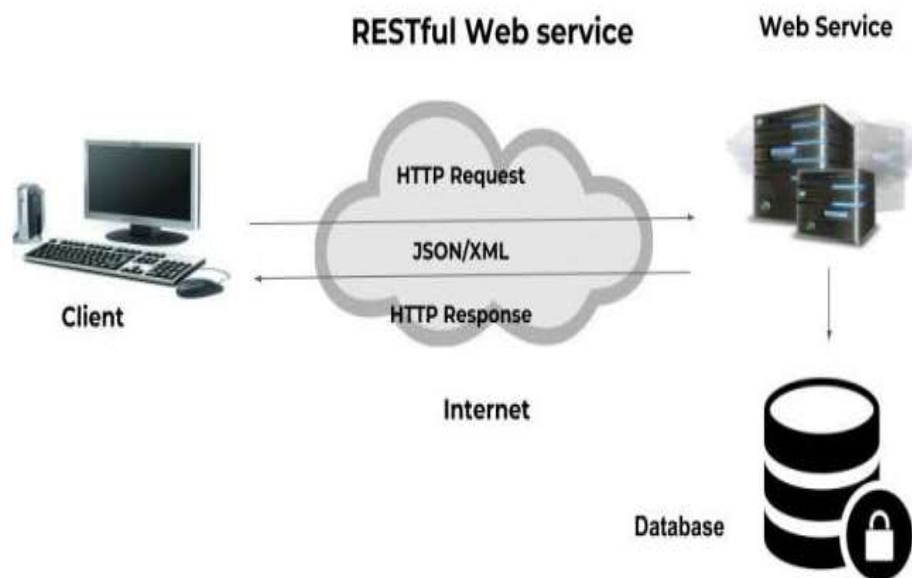 RESTful Web service
Web Service
HTTP Request
JSON/XML
HTTP Response
Client
Internet
Database